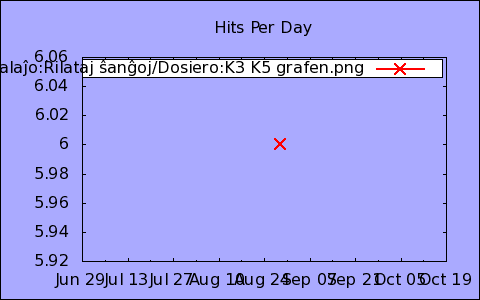 Hits Per Day
6.06
alaĵo:Rilataj ŝanĝoj/Dosiero:K3 K5 grafen.png
6.04
6.02
6
5.98
5.96
5.94
5.92
Jun 29 Jul 13 Jul 27 Aug 10 Aug 24 Sep 07 Sep 21 Oct 05 Oct 19